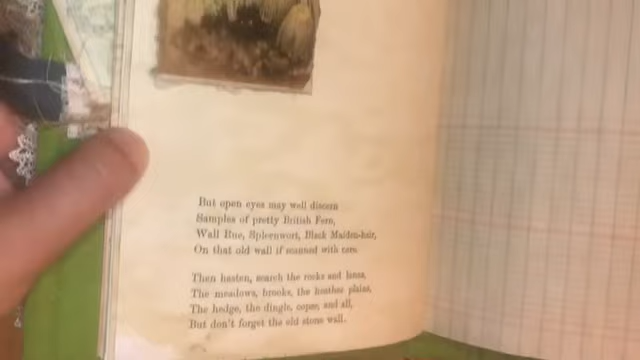 But open eyes may well discern
Samples of pretty British Fern,
Wall Rue, Spleenwort, Black Maiden-hair,
On that old wall if scanned with care.
Then hasten, search the rocks and lanes,
The meadows, brooks, the heather plains,
The hedge, the dingle, copse, and all,
But don't forget the old stone wall.